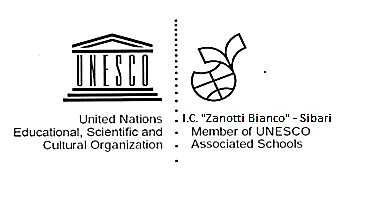 UNESCO
United Nations
Educational, Scientific and
Cultural Organization
I.C. "Zanotti Bianco" - Sibari
Member of UNESCO
Associated Schools